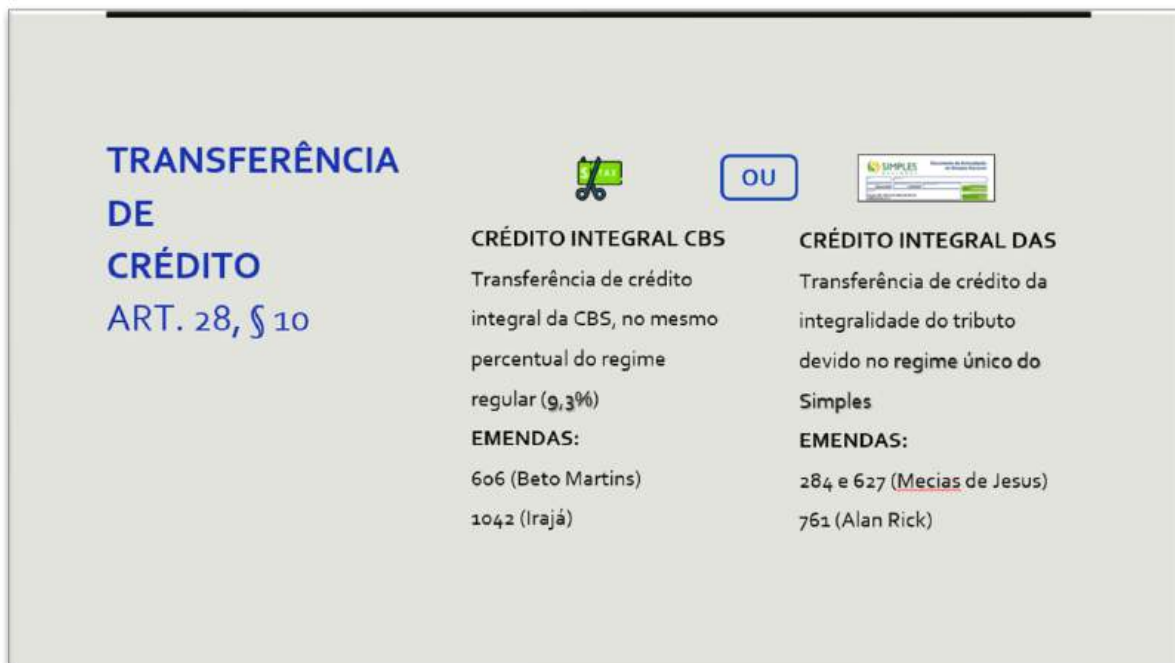 TRANSFERÊNCIA
DE
CRÉDITO
ART. 28, § 10
OU
SIMPLES
CRÉDITO INTEGRAL CBS
Transferência de crédito
integral da CBS, no mesmo
percentual do regime
regular (9,3%)
EMENDAS:
606 (Beto Martins)
1042 (Irajá)
CRÉDITO INTEGRAL DAS
Transferência de crédito da
integralidade do tributo
devido no regime único do
Simples
EMENDAS:
284 e 627 (Mecias de Jesus)
761 (Alan Rick)